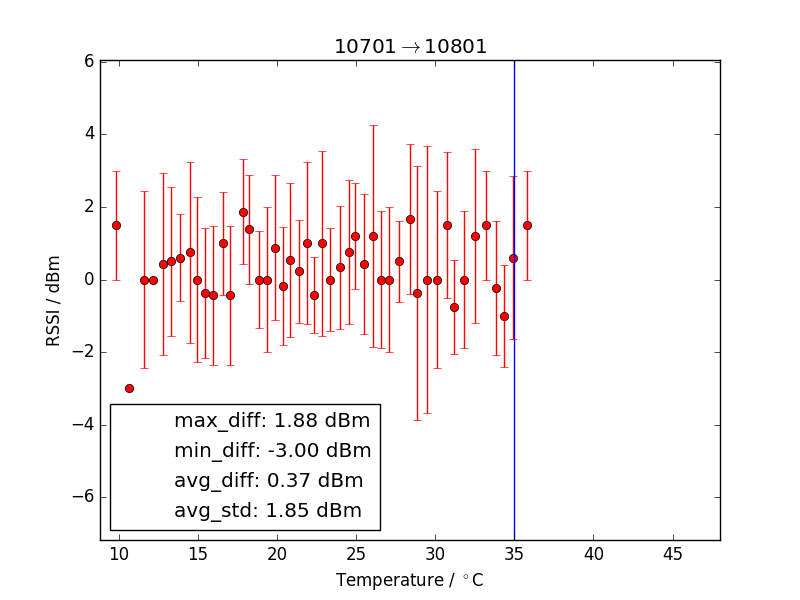 10701→10801
6
4
2
0
−2
−4
−6
RSSI / dBm
max_diff: 1.88 dBm
min_diff: -3.00 dBm
avg_diff: 0.37 dBm
avg_std: 1.85 dBm
10 15 20 25 30 35 40 45
Temperature / °C